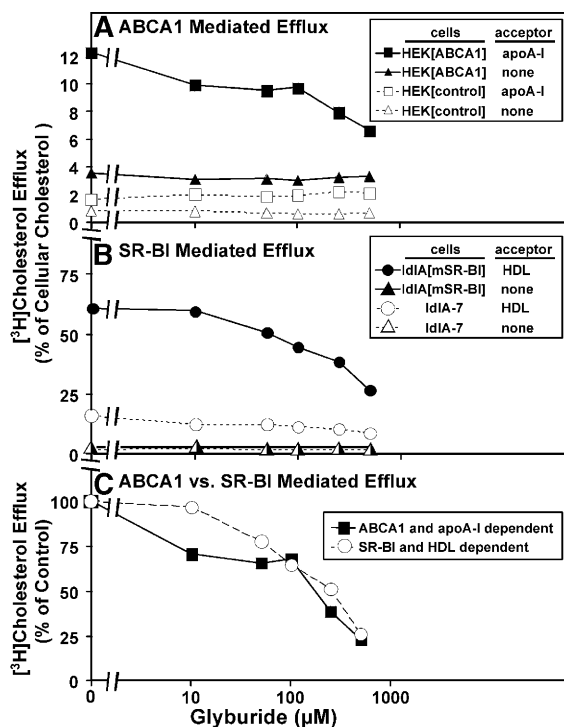 A ABCA1 Mediated Efflux
cells acceptor
HEK[ABCA1] apoA-I
HEK[ABCA1] none
HEK[control] apoA-I
HEK[control] none
12
10
8
6
4
2
0
[³H]Cholesterol Efflux
(% of Cellular Cholesterol)
B SR-BI Mediated Efflux
cells acceptor
ldlA[mSR-BI] HDL
ldlA[mSR-BI] none
ldlA-7 HDL
ldlA-7 none
75
50
25
0
C ABCA1 vs. SR-BI Mediated Efflux
ABCA1 and apoA-I dependent
SR-BI and HDL dependent
100
75
50
25
0
[³H]Cholesterol Efflux
(% of Control)
0 10 100 1000
Glyburide (µM)